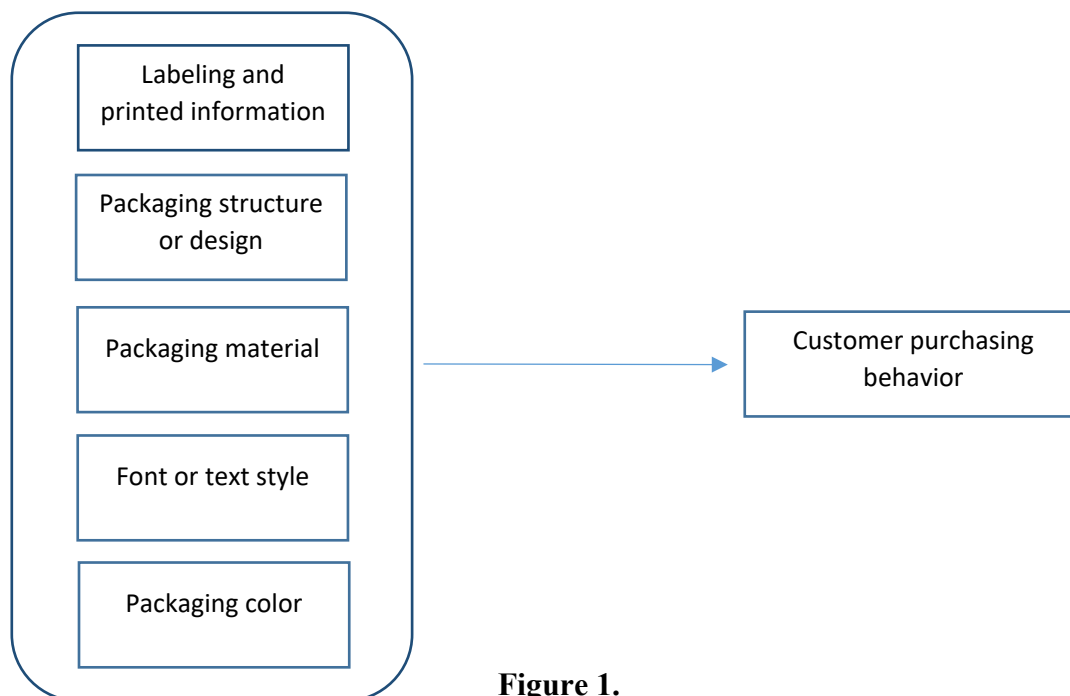 Labeling and
printed information
Packaging structure
or design
Packaging material
Font or text style
Packaging color
Customer purchasing
behavior
Figure 1.